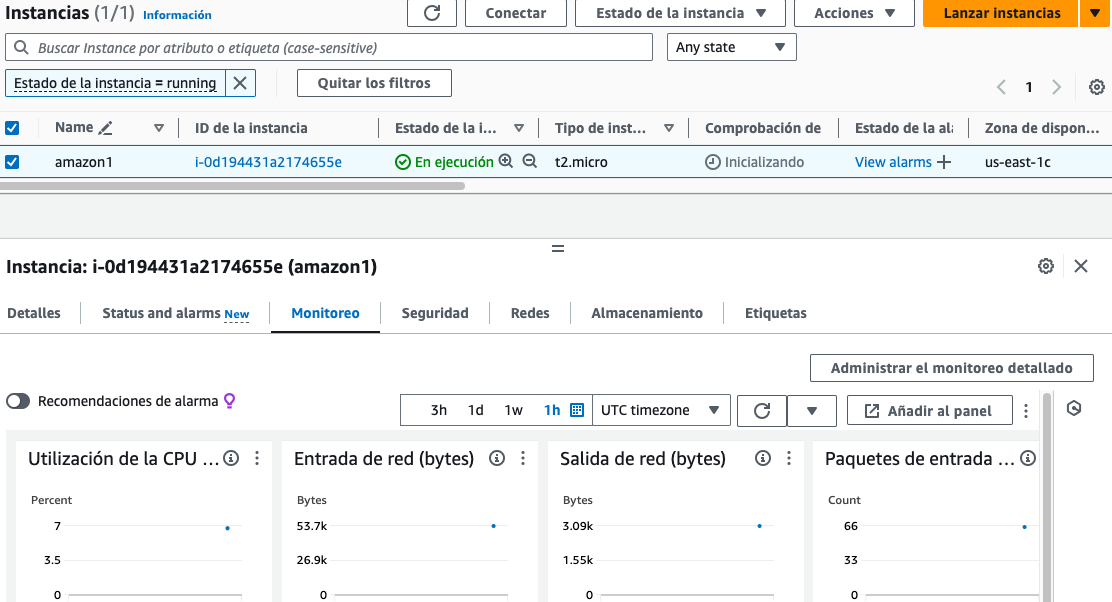 Instancias (1/1) Información
Conectar
Estado de la instancia
Acciones
Lanzar instancias
Buscar Instance por atributo o etiqueta (case-sensitive)
Any state
Estado de la instancia = running
Quitar los filtros
1
Name
ID de la instancia
Estado de la i...
Tipo de inst...
Comprobación de
Estado de la ala
Zona de dispon...
amazon1
i-0d194431a2174655e
En ejecución
t2.micro
Inicializando
View alarms
us-east-1c
Instancia: i-0d194431a2174655e (amazon1)
Detalles
Status and alarms New
Monitoreo
Seguridad
Redes
Almacenamiento
Etiquetas
Administrar el monitoreo detallado
Recomendaciones de alarma
3h
1d
1w
1h
UTC timezone
Añadir al panel
Utilización de la CPU ...
Entrada de red (bytes)
Salida de red (bytes)
Paquetes de entrada ...
Percent
7
3.5
0
Bytes
53.7k
26.9k
0
Bytes
3.09k
1.55k
0
Count
66
33
0